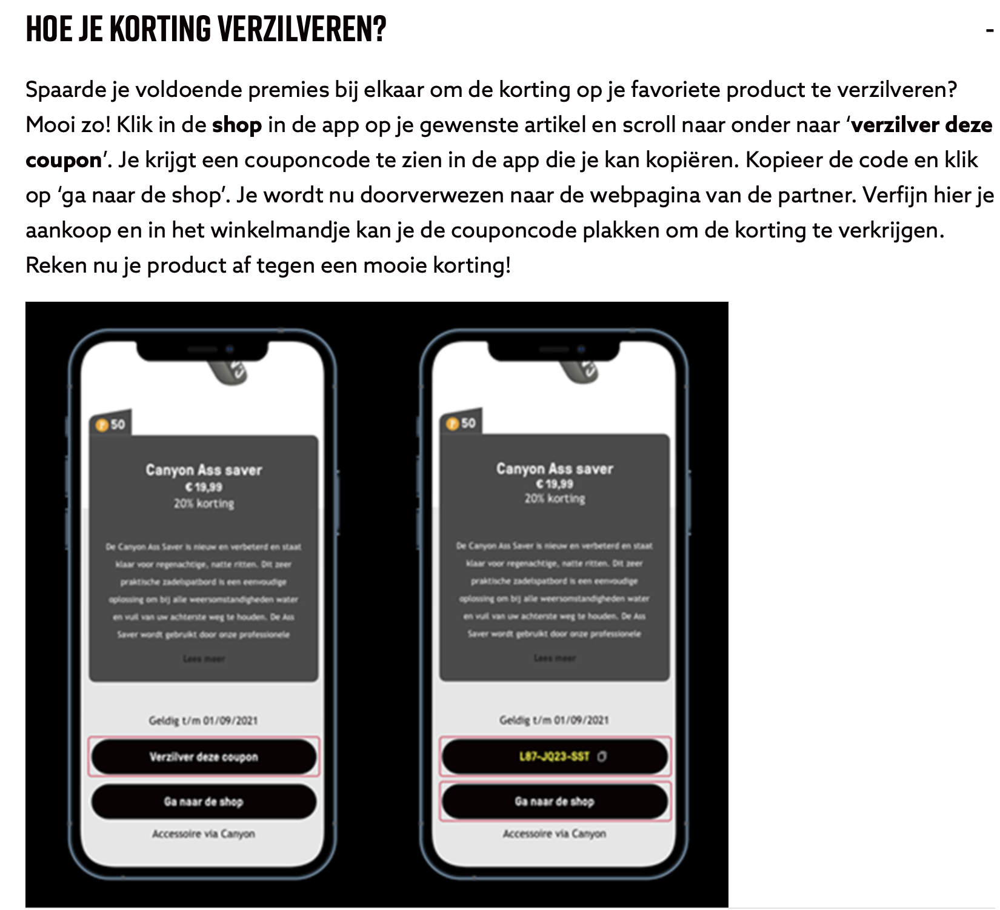 HOE JE KORTING VERZILVEREN?
-
Spaarde je voldoende premies bij elkaar om de korting op je favoriete product te verzilveren?
Mooi zo! Klik in de shop in de app op je gewenste artikel en scroll naar onder naar ‘verzilver deze
coupon’. Je krijgt een couponcode te zien in de app die je kan kopiëren. Kopieer de code en klik
op ‘ga naar de shop’. Je wordt nu doorverwezen naar de webpagina van de partner. Verfijn hier je
aankoop en in het winkelmandje kan je de couponcode plakken om de korting te verkrijgen.
Reken nu je product af tegen een mooie korting!
50
Canyon Ass saver
€ 19,99
20% korting
De Canyon Ass Saver is nieuw en verbeterd en staat
klaar voor regenachtige, natte ritten. Dit zeer
praktische zadelspatbord is een eenvoudige
oplossing om bij alle weersomstandigheden water
en vuil van uw achterste weg te houden. De Ass
Saver wordt gebruikt door onze professionele
Lees meer
Geldig t/m 01/09/2021
Verzilver deze coupon
Ga naar de shop
Accessoire via Canyon
50
Canyon Ass saver
€ 19,99
20% korting
De Canyon Ass Saver is nieuw en verbeterd en staat
klaar voor regenachtige, natte ritten. Dit zeer
praktische zadelspatbord is een eenvoudige
oplossing om bij alle weersomstandigheden water
en vuil van uw achterste weg te houden. De Ass
Saver wordt gebruikt door onze professionele
Lees meer
Geldig t/m 01/09/2021
L87-JQ23-SST
Ga naar de shop
Accessoire via Canyon